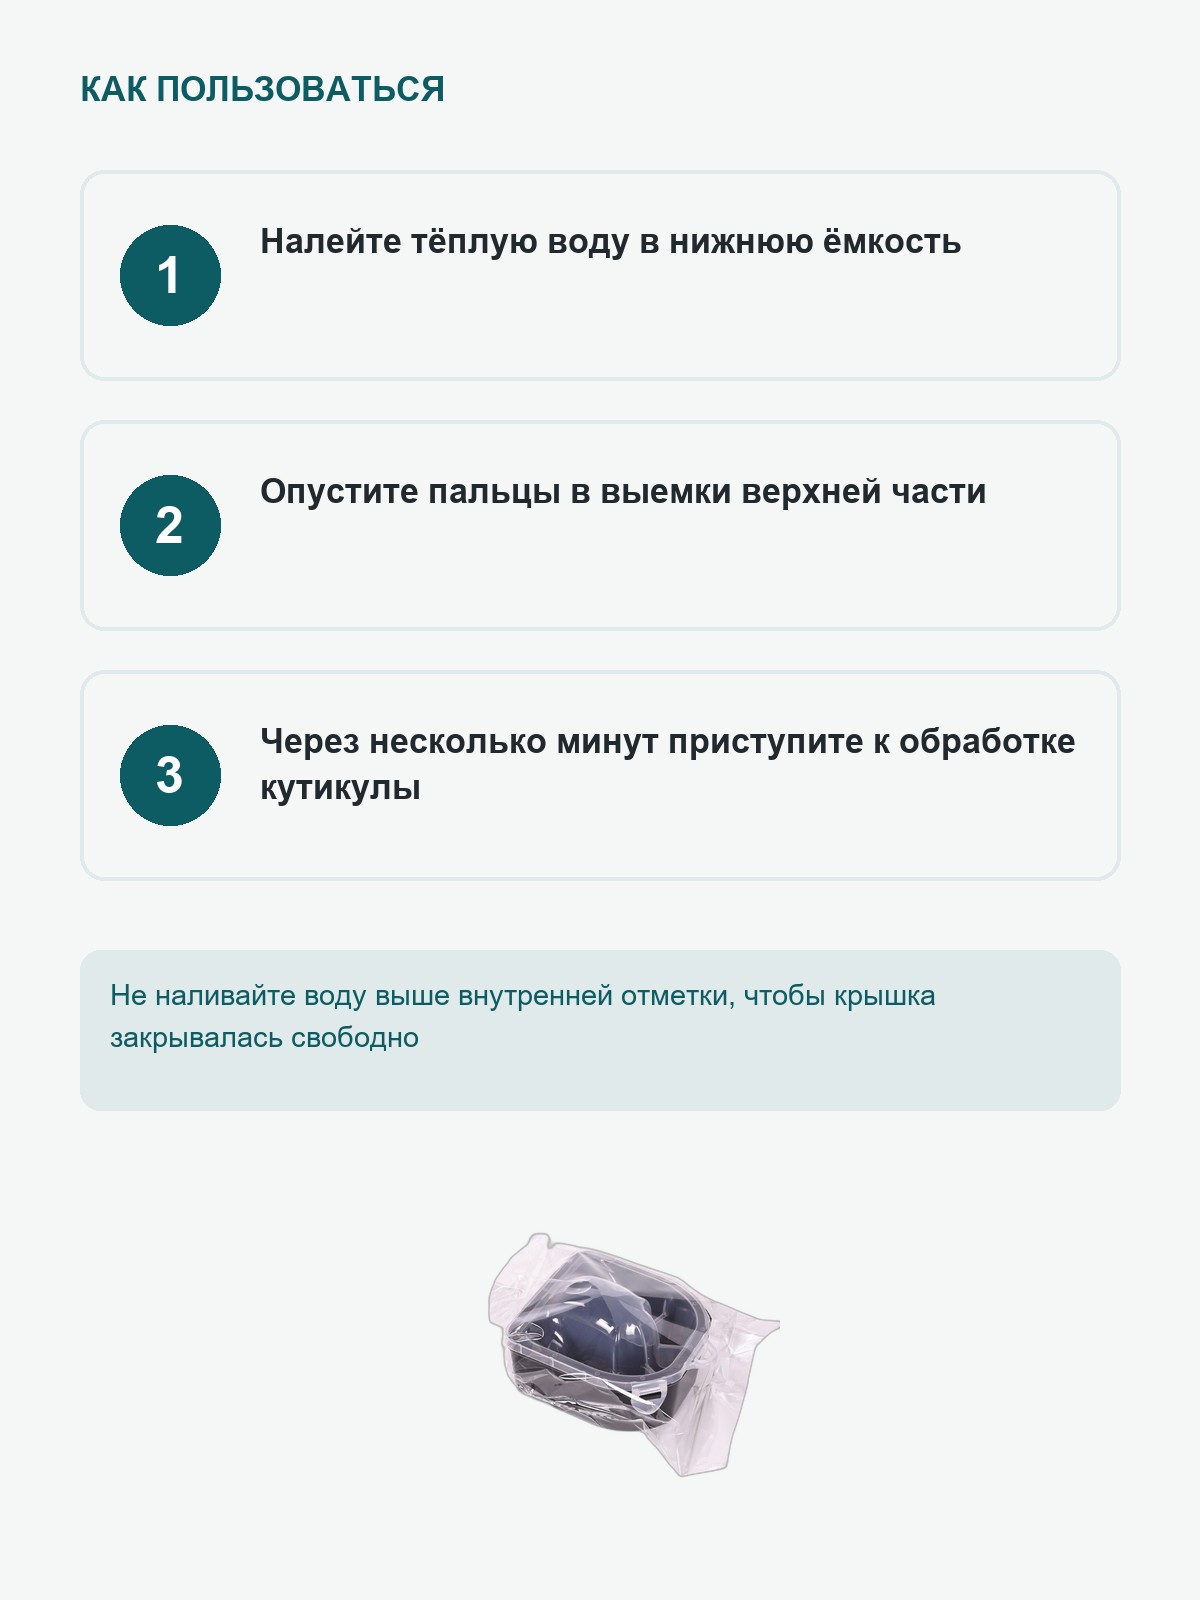 КАК ПОЛЬЗОВАТЬСЯ
1
Налейте тёплую воду в нижнюю ёмкость
2
Опустите пальцы в выемки верхней части
3
Через несколько минут приступите к обработке
кутикулы
Не наливайте воду выше внутренней отметки, чтобы крышка
закрывалась свободно